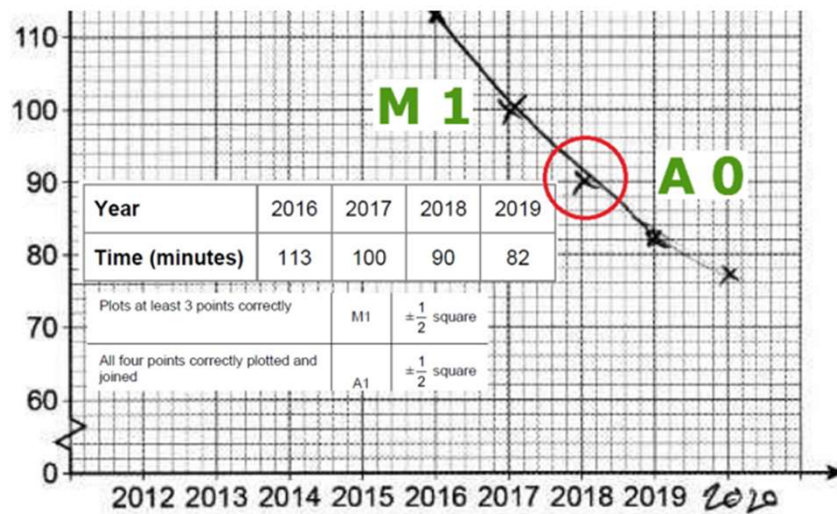 110
100
M 1
90
A 0
Year 2016 2017 2018 2019
80
Time (minutes) 113 100 90 82
Plots at least 3 points correctly M1 ±1/2 square
70
All four points correctly plotted and
joined A1 ±1/2 square
60
0
2012 2013 2014 2015 2016 2017 2018 2019 2020